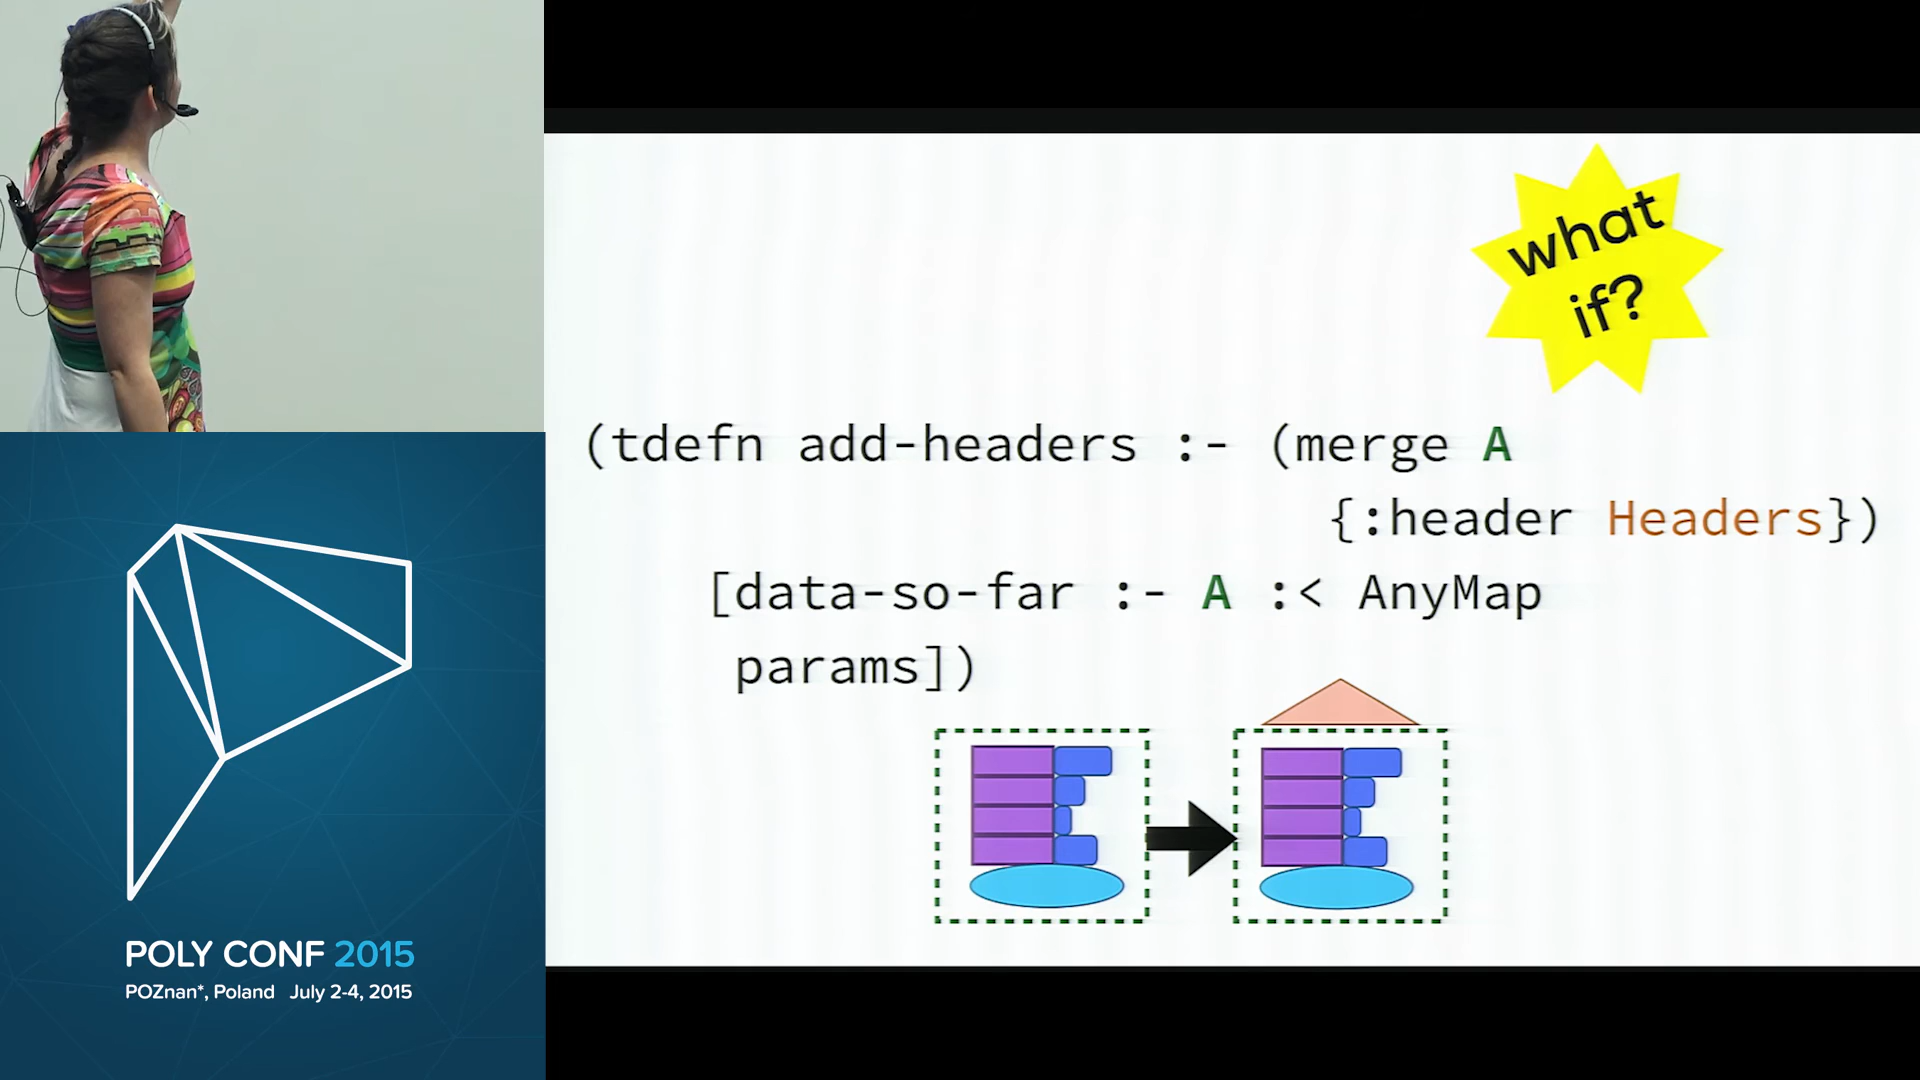 what
if?
(tdefn add-headers :- (merge A
{:header Headers})
[data-so-far :- A :< AnyMap
params])
POLY CONF 2015
POZnan*, Poland July 2-4, 2015